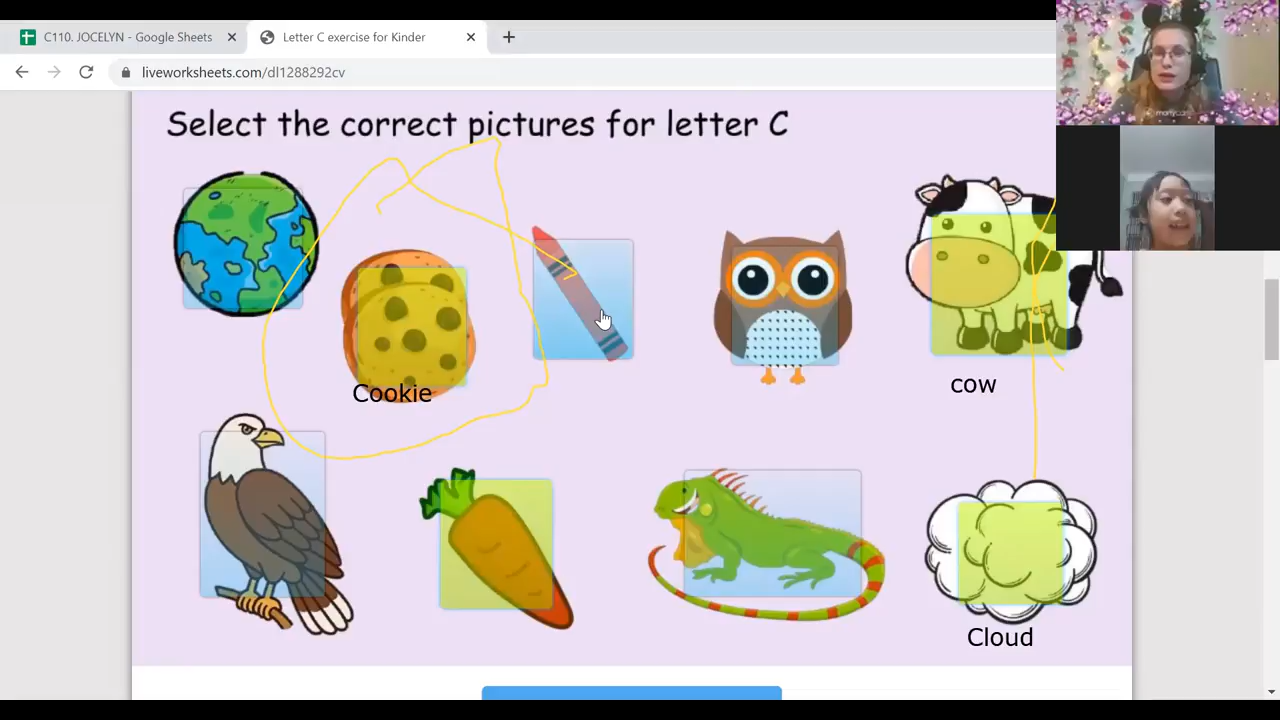 C110. JOCELYN - Google Sheets
Letter C exercise for Kinder
liveworksheets.com/dl1288292cv
Select the correct pictures for letter C
Cookie
cow
Cloud